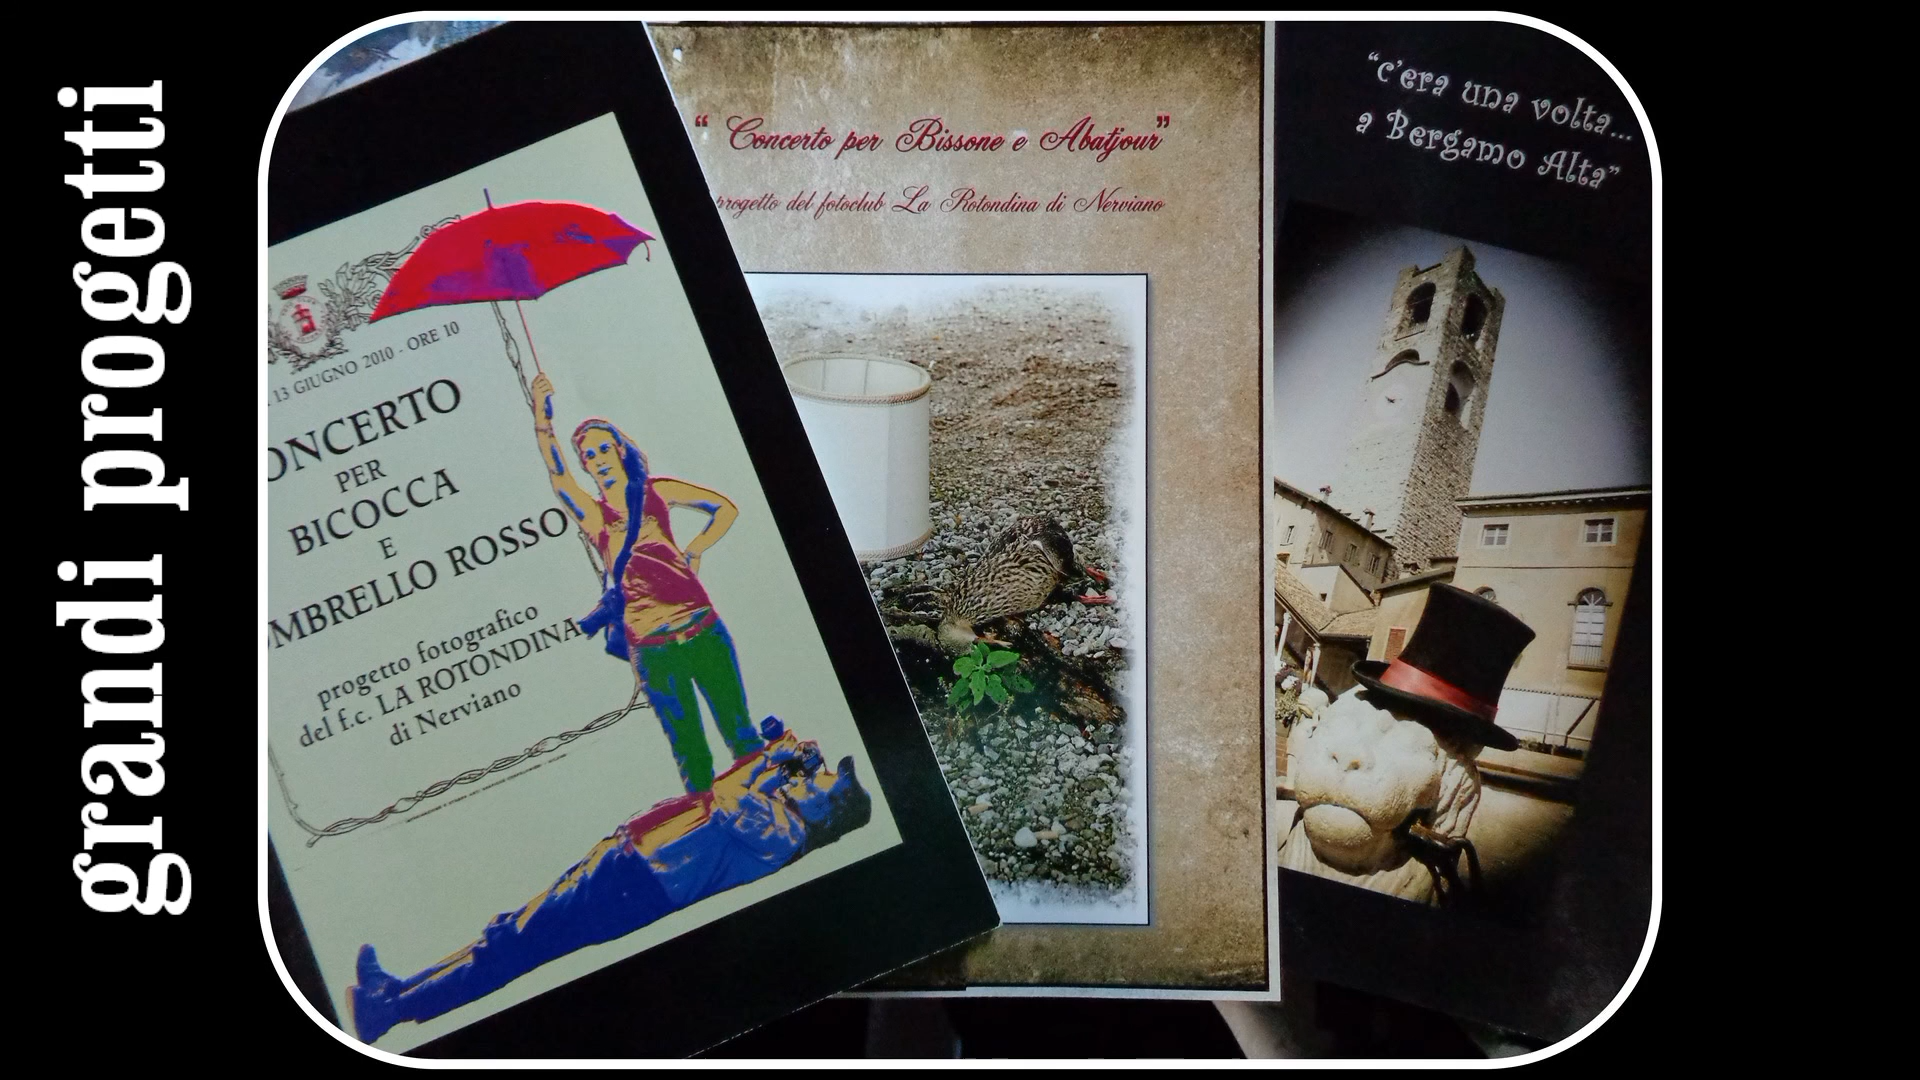 grandi progetti
13 GIUGNO 2010 - ORE 10
ONCERTO
PER
BICOCCA
E
MBRELLO ROSSO
progetto fotografico
del f.c. LA ROTONDINA
di Nerviano
“ Concerto per Bissone e Abatjour”
progetto del fotoclub La Rotondina di Nerviano
“c'era una volta...
a Bergamo Alta”